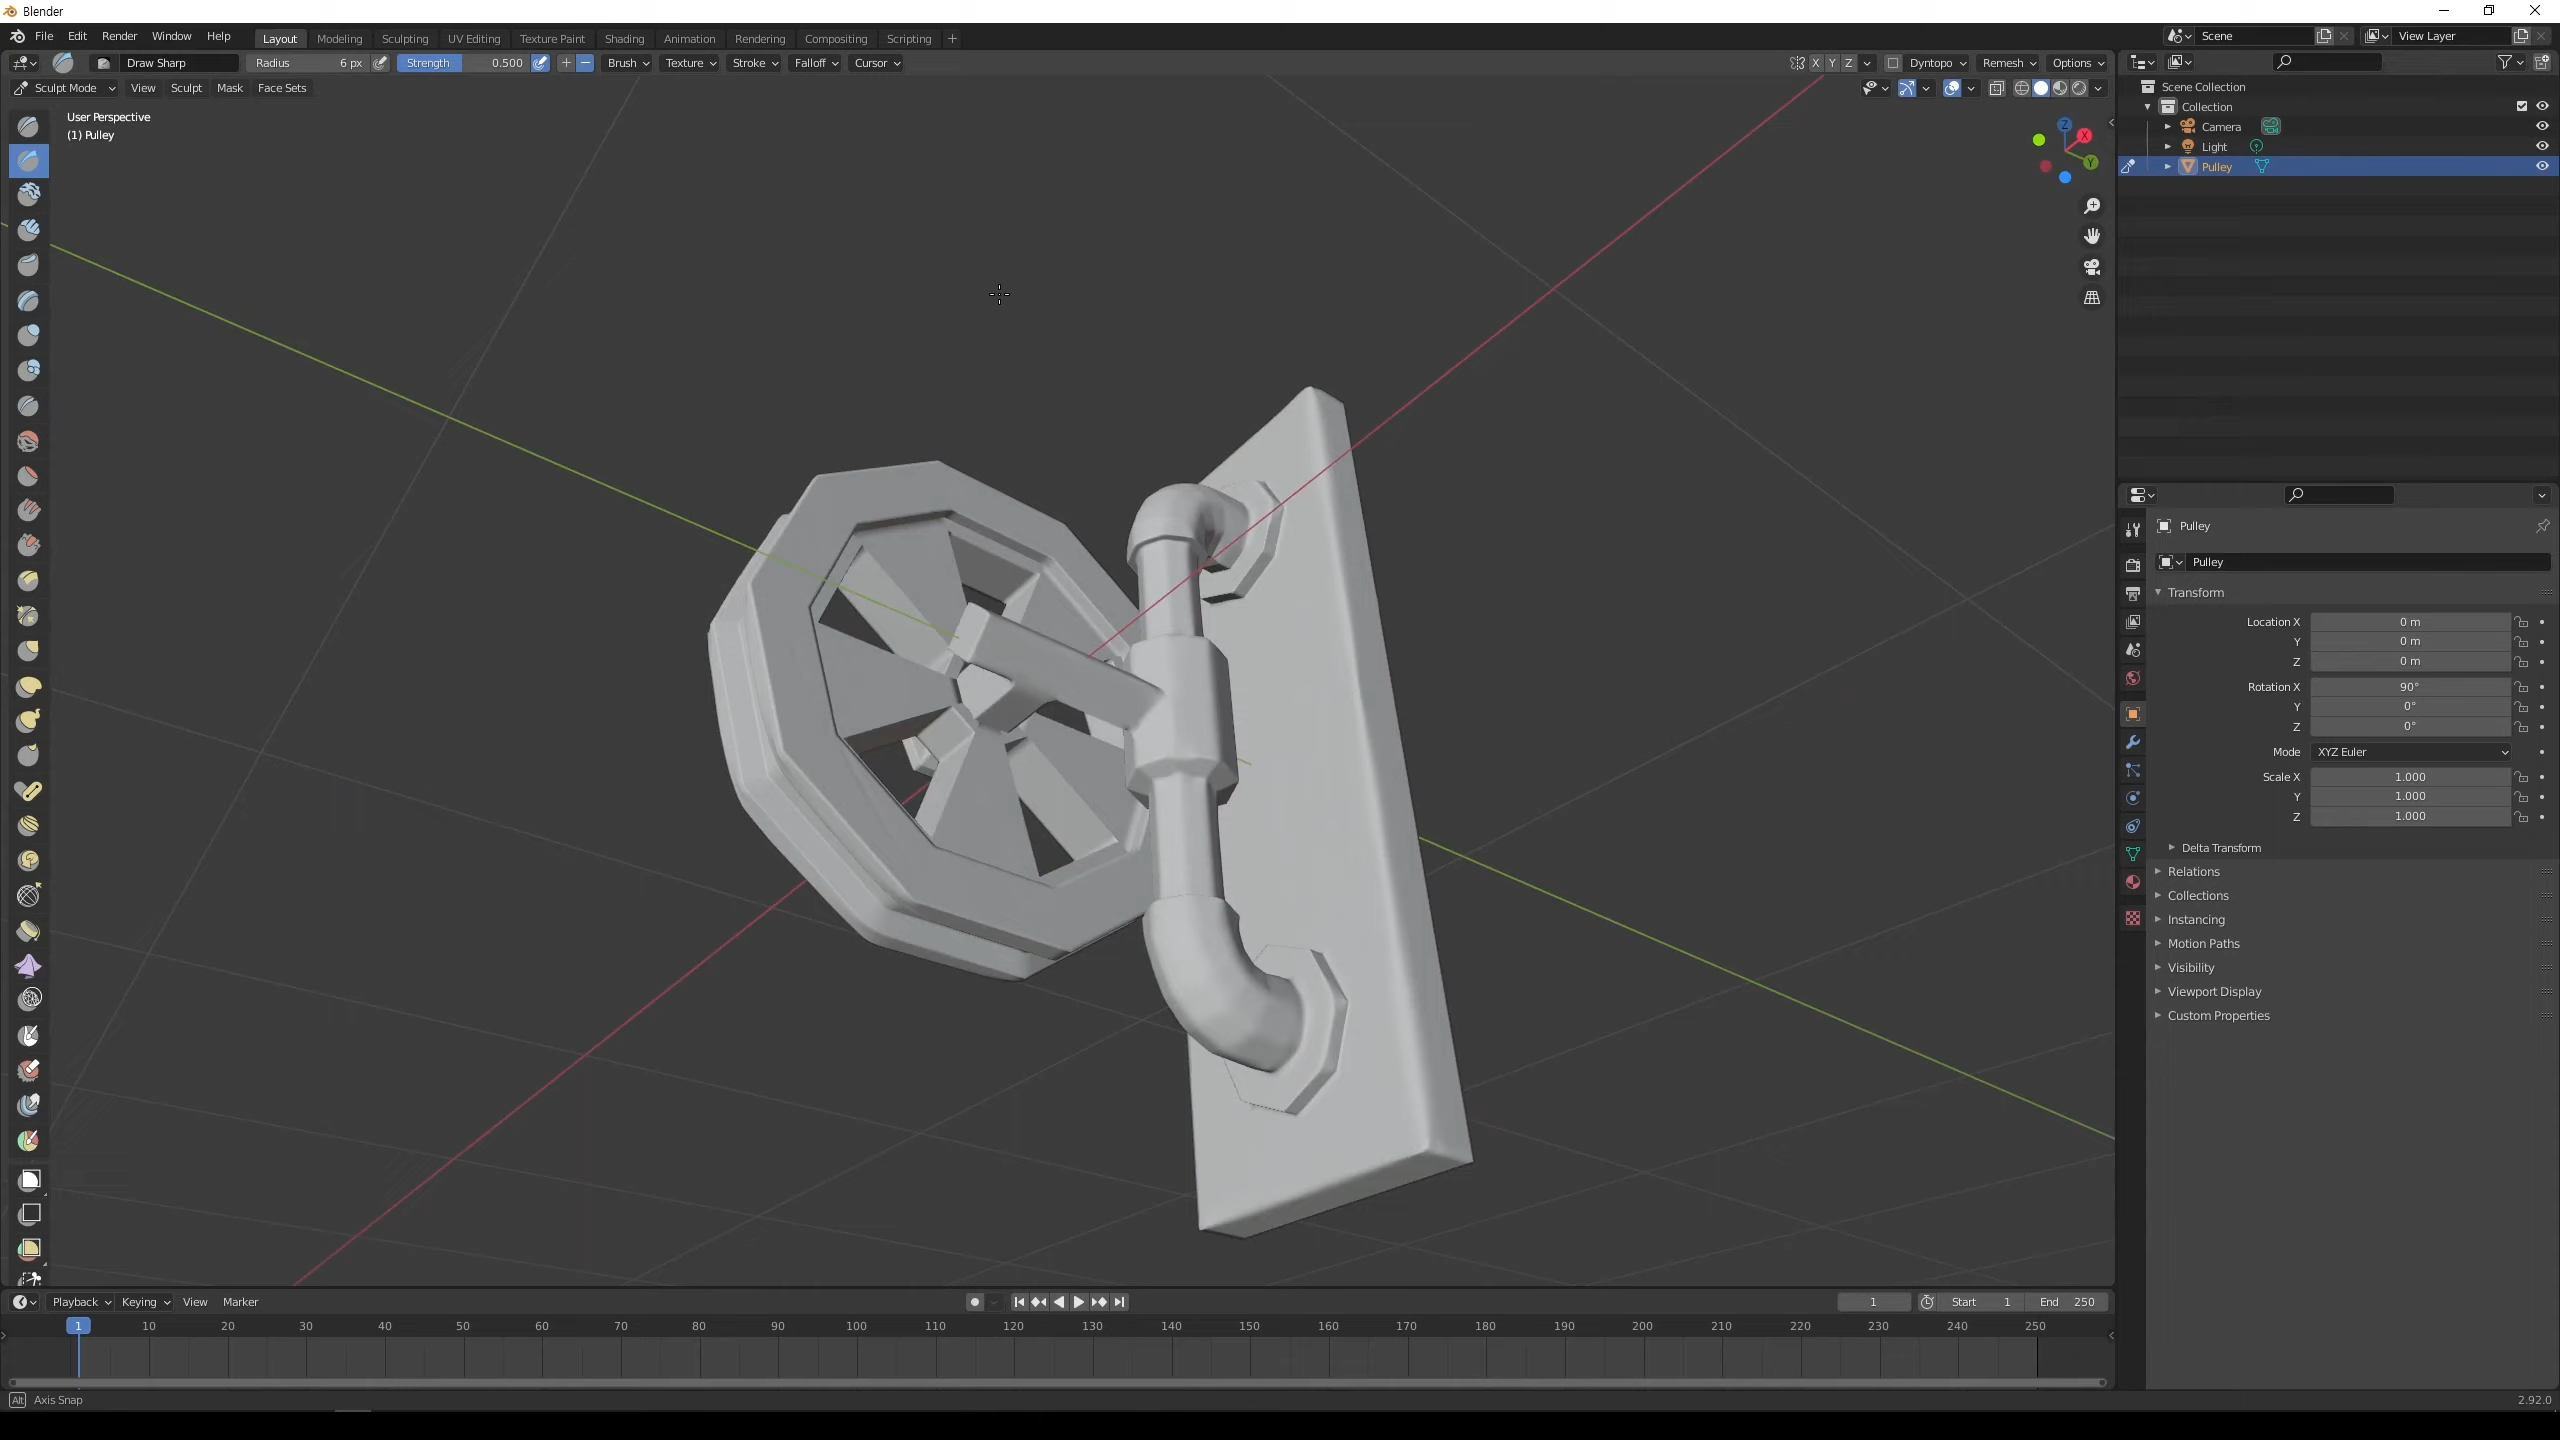 Blender
File Edit Render Window Help
Layout Modeling Sculpting UV Editing Texture Paint Shading Animation Rendering Compositing Scripting +
Scene
View Layer
Draw Sharp Radius 6 px Strength 0.500 Brush Texture Stroke Falloff Cursor
X Y Z Dyntopo Remesh Options
Sculpt Mode View Sculpt Mask Face Sets
User Perspective
(1) Pulley
Z
X
Y
Scene Collection
Collection
Camera
Light
Pulley
Pulley
Pulley
Transform
Location X 0 m
Y 0 m
Z 0 m
Rotation X 90°
Y 0°
Z 0°
Mode XYZ Euler
Scale X 1.000
Y 1.000
Z 1.000
Delta Transform
Relations
Collections
Instancing
Motion Paths
Visibility
Viewport Display
Custom Properties
Playback Keying View Marker
1 Start 1 End 250
1 10 20 30 40 50 60 70 80 90 100 110 120 130 140 150 160 170 180 190 200 210 220 230 240 250
Alt Axis Snap
2.92.0